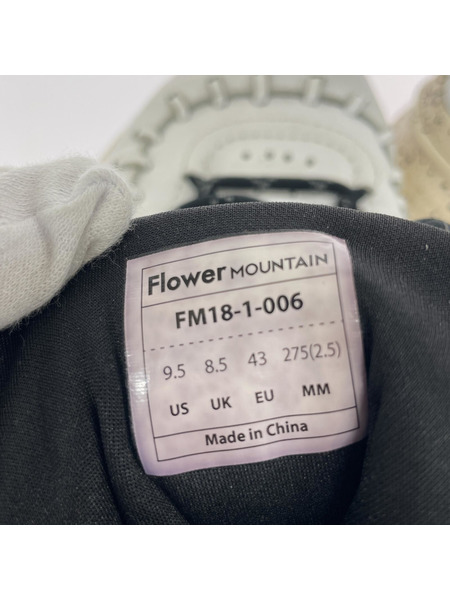 Flower MOUNTAIN
FM18-1-006
9.5 8.5 43 275(2.5)
US UK EU MM
Made in China